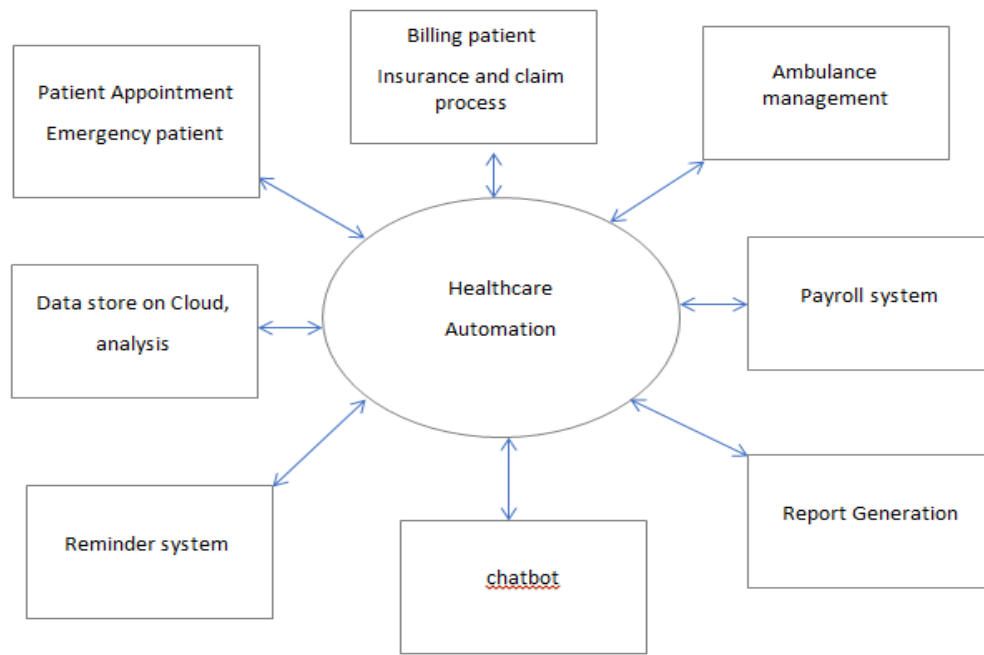 Billing patient
Insurance and claim
process
Ambulance
management
Patient Appointment
Emergency patient
Healthcare
Automation
Payroll system
Data store on Cloud,
analysis
Reminder system
chatbot
Report Generation